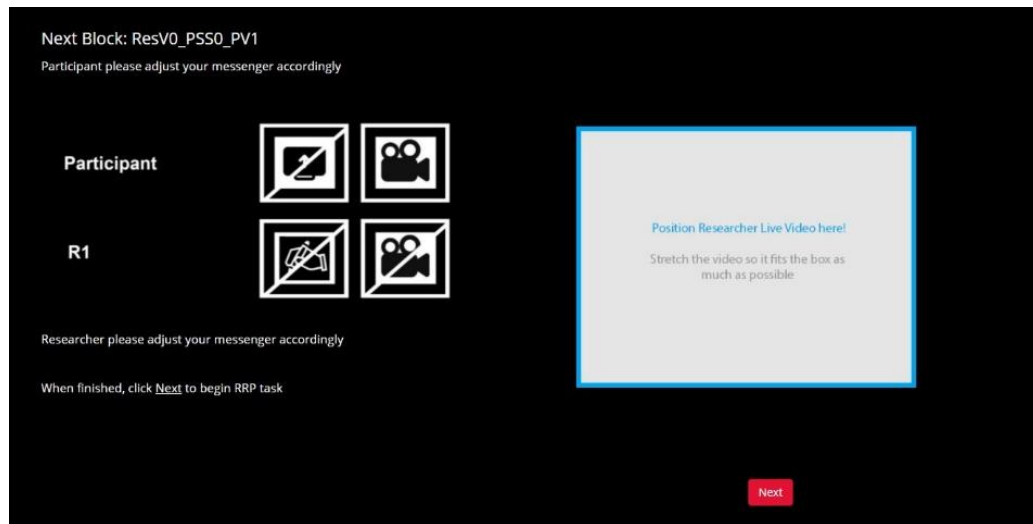 Next Block: ResV0_PSS0_PV1
Participant please adjust your messenger accordingly
Participant
R1
Position Researcher Live Video here!
Stretch the video so it fits the box as
much as possible
Researcher please adjust your messenger accordingly
When finished, click Next to begin RRP task
Next